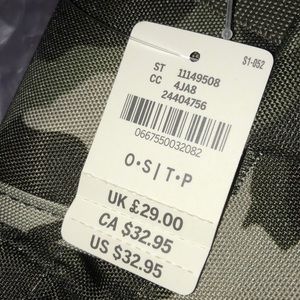 S1-052
ST 11149508
CC 4JA8
24404756
0667550032082
O·S|T·P
UK £29.00
CA $32.95
US $32.95